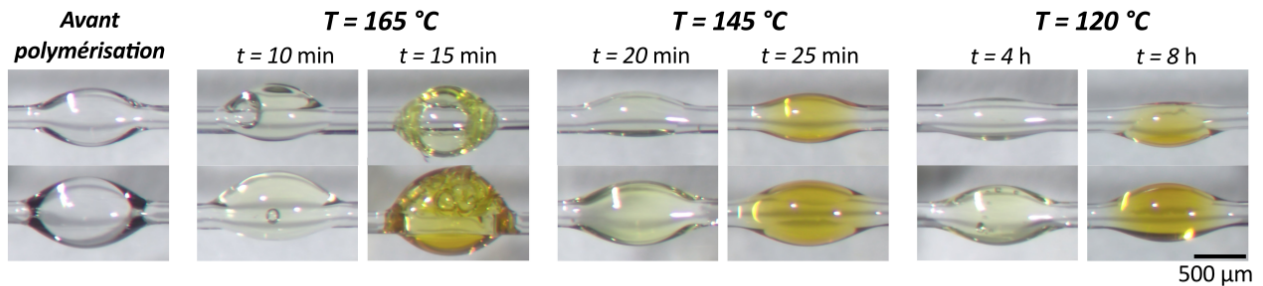 Avant
polymérisation
T = 165 °C
t = 10 min
t = 15 min
T = 145 °C
t = 20 min
t = 25 min
T = 120 °C
t = 4 h
t = 8 h
500 µm